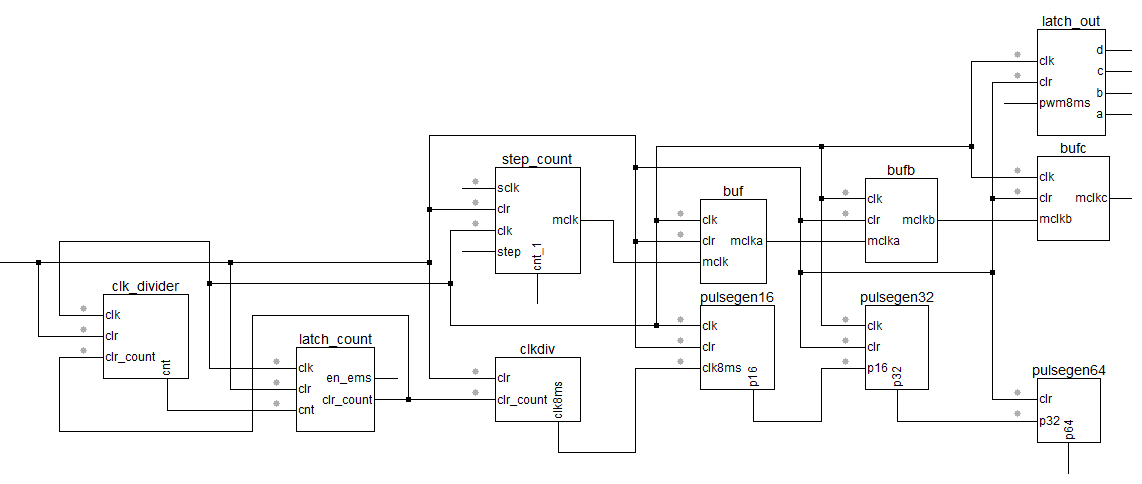 latch_out
clk
clr
pwm8ms
d
c
b
a
step_count
sclk
clr
clk
step
mclk
cnt_1
buf
clk
clr
mclk
mclka
bufb
clk
clr
mclka
mclkb
bufc
clk
clr
mclkb
mclkc
clk_divider
clk
clr
clr_count
cnt
latch_count
clk
clr
cnt
en_ems
clr_count
clkdiv
clr
clr_count
clk8ms
pulsegen16
clk
clr
clk8ms
p16
pulsegen32
clk
clr
p16
p32
pulsegen64
clr
p32
p64